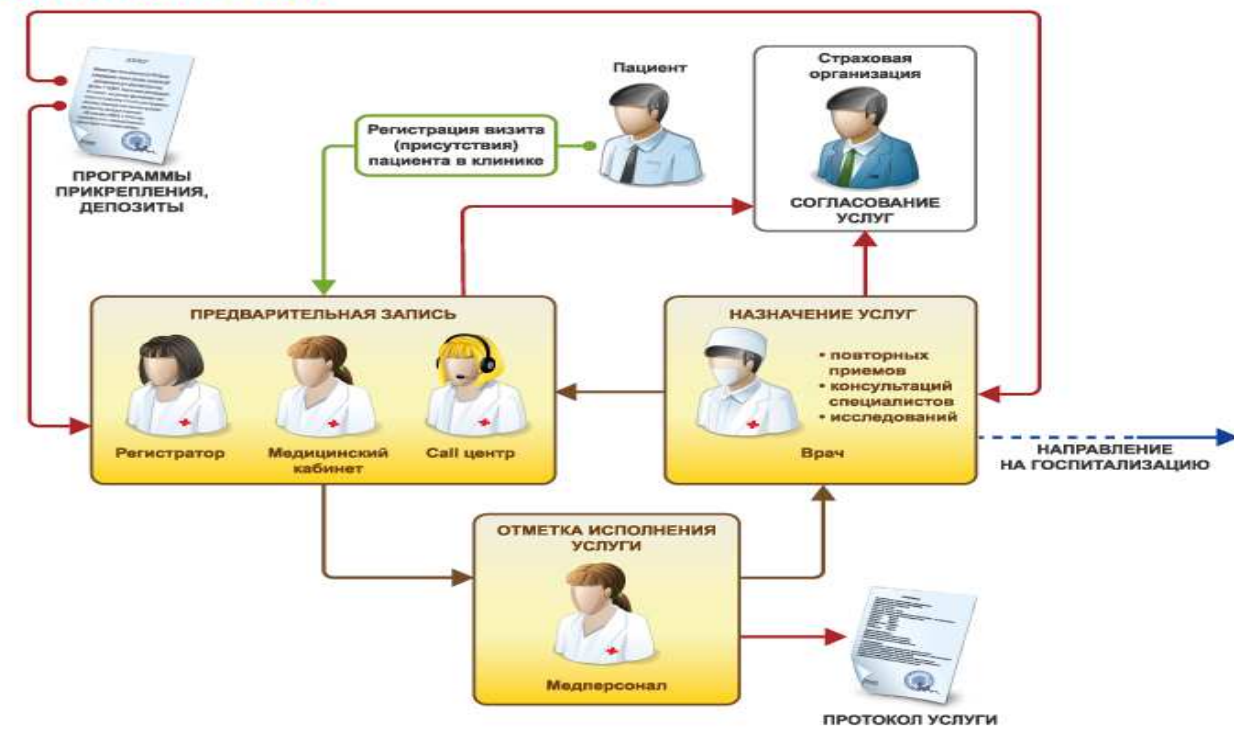 Пациент
Страховая
организация
Регистрация визита
(присутствия)
пациента в клинике
ПРОГРАММЫ
ПРИКРЕПЛЕНИЯ,
ДЕПОЗИТЫ
СОГЛАСОВАНИЕ
УСЛУГ
ПРЕДВАРИТЕЛЬНАЯ ЗАПИСЬ
Регистратор
Медицинский
кабинет
Call центр
НАЗНАЧЕНИЕ УСЛУГ
• повторных
приемов
• консультаций
специалистов
• исследований
Врач
НАПРАВЛЕНИЕ
НА ГОСПИТАЛИЗАЦИЮ
ОТМЕТКА ИСПОЛНЕНИЯ
УСЛУГИ
Медперсонал
ПРОТОКОЛ УСЛУГИ